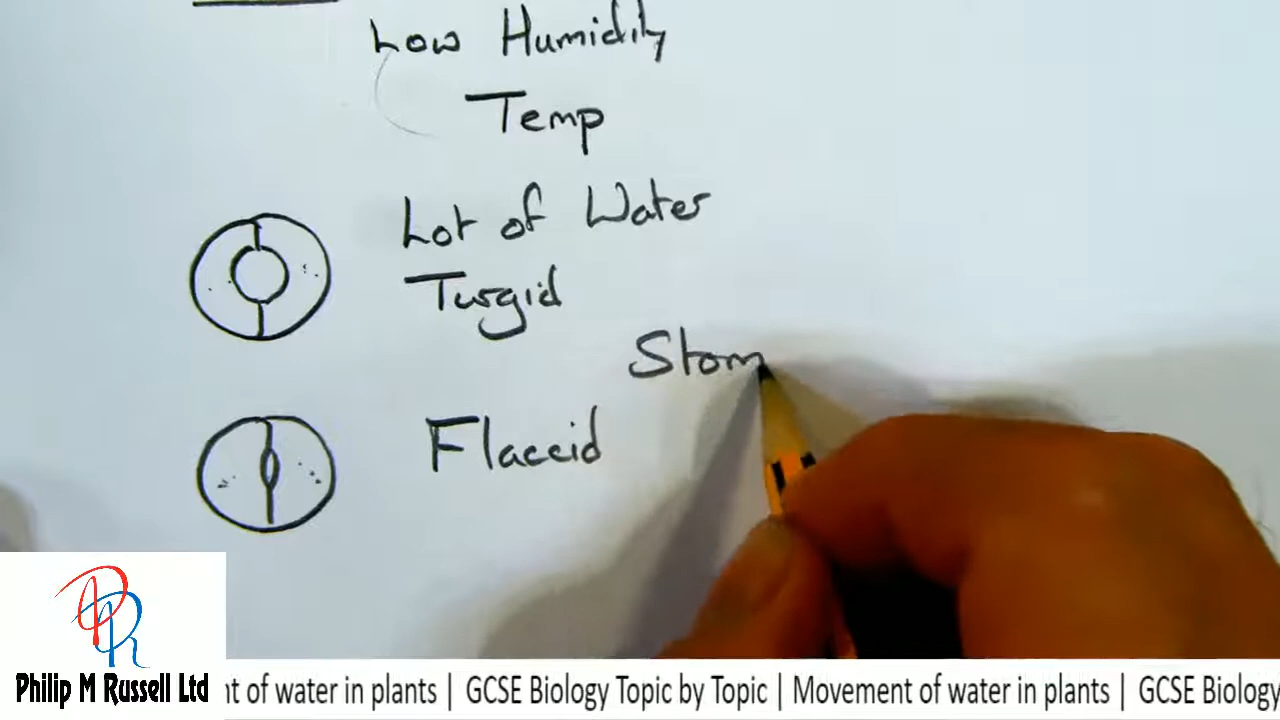 Low Humidity
Temp
Lot of Water
Turgid
Stom
Flaccid
Philip M Russell Ltd
nt of water in plants | GCSE Biology Topic by Topic | Movement of water in plants | GCSE Biology